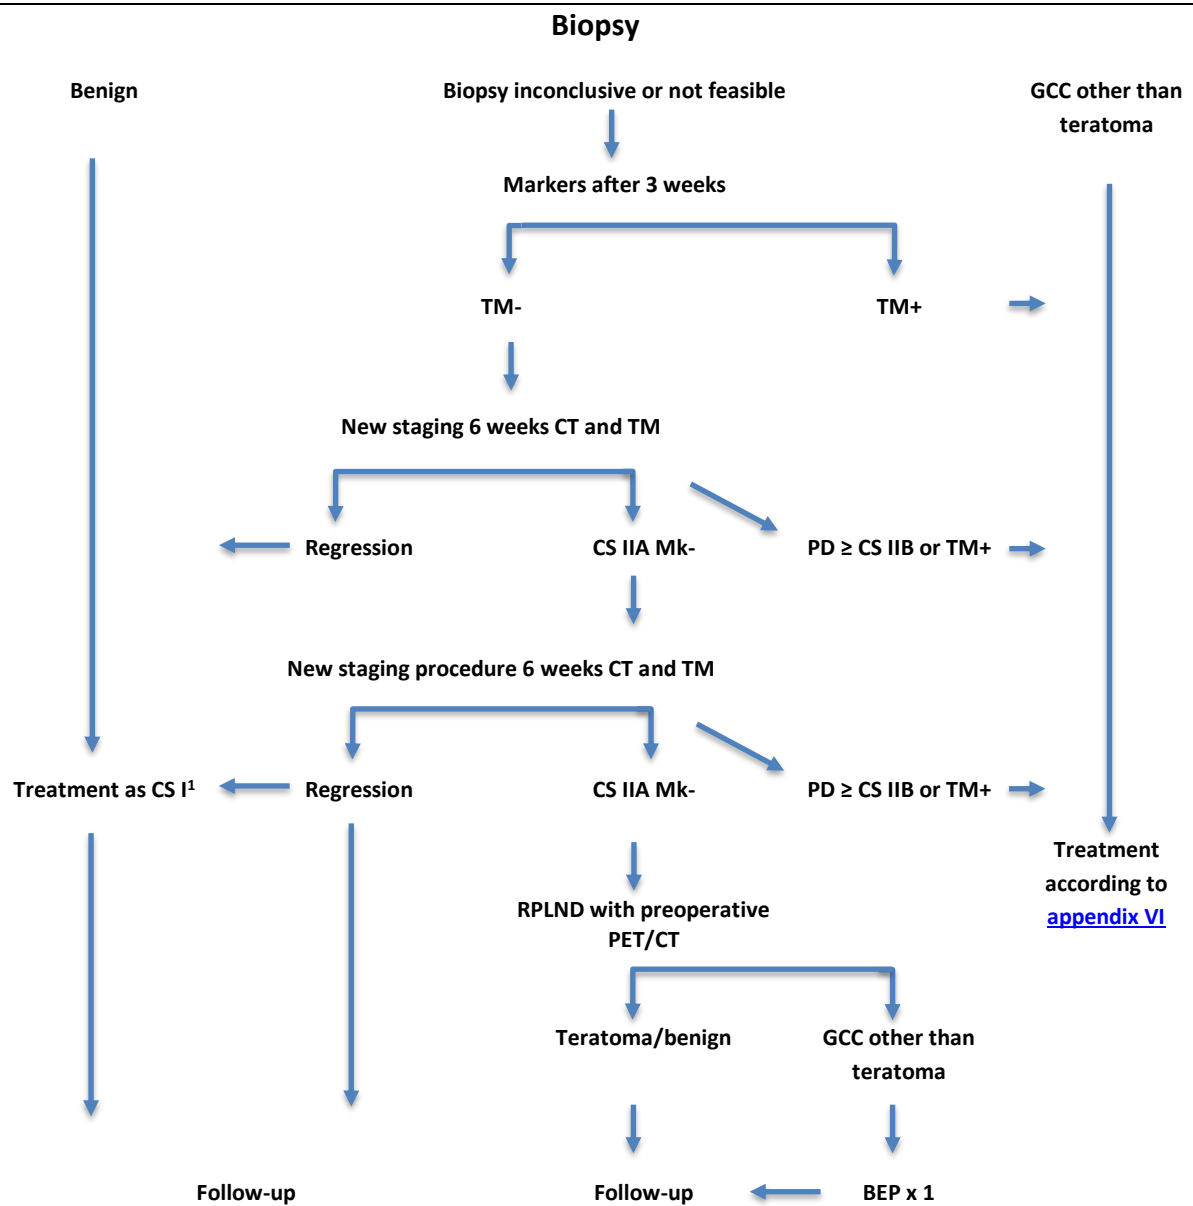 Biopsy
Benign
Biopsy inconclusive or not feasible
GCC other than
teratoma
Markers after 3 weeks
TM-
TM+
New staging 6 weeks CT and TM
Regression
CS IIA Mk-
PD ≥ CS IIB or TM+
New staging procedure 6 weeks CT and TM
Treatment as CS I¹
Regression
CS IIA Mk-
PD ≥ CS IIB or TM+
Treatment
according to
appendix VI
RPLND with preoperative
PET/CT
Teratoma/benign
GCC other than
teratoma
Follow-up
Follow-up
BEP x 1